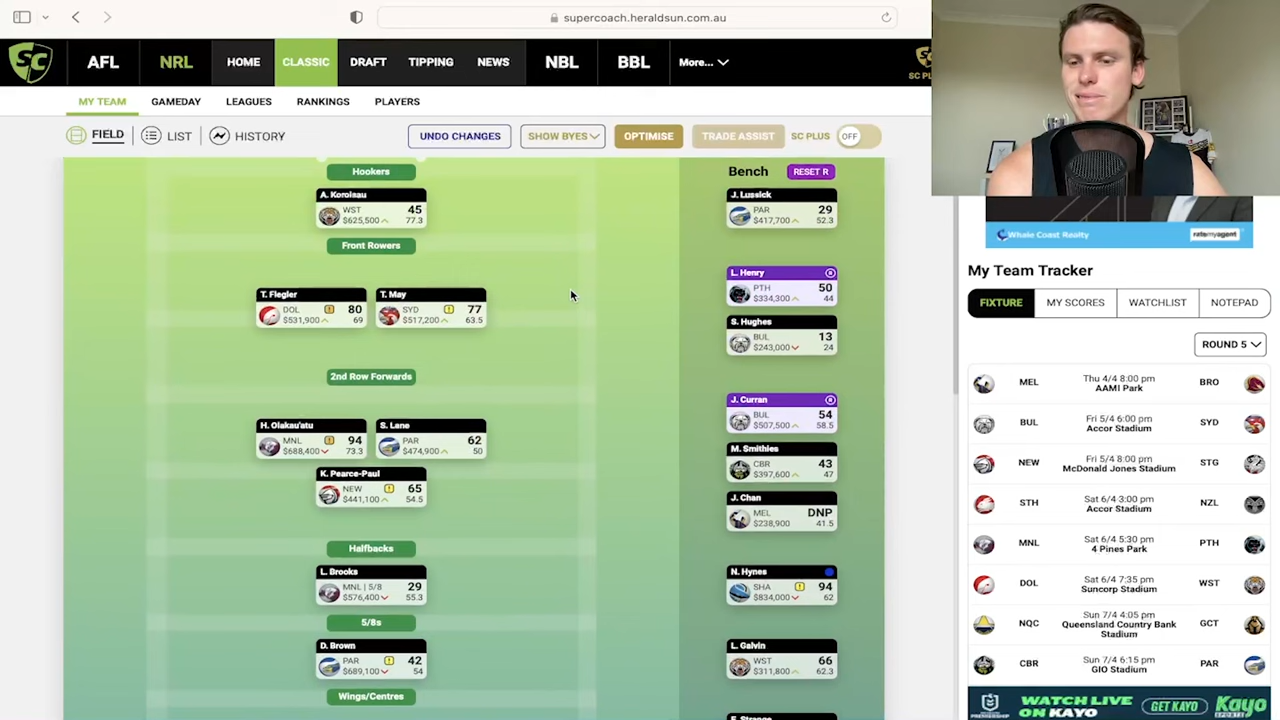 supercoach.heraldsun.com.au
SC
AFL
NRL
HOME
CLASSIC
DRAFT
TIPPING
NEWS
NBL
BBL
More...
MY TEAM
GAMEDAY
LEAGUES
RANKINGS
PLAYERS
FIELD
LIST
HISTORY
UNDO CHANGES
SHOW BYES
OPTIMISE
TRADE ASSIST
SC PLUS
OFF
Hookers
A. Koroisau
WST 45
$625,500 77.3
Front Rowers
T. Flegler
DOL 80
$531,900 69
T. May
SYD 77
$517,200 63.5
2nd Row Forwards
H. Olakau'atu
MNL 94
$688,400 73.3
S. Lane
PAR 62
$474,900 50
K. Pearce-Paul
NEW 65
$441,100 54.5
Halfbacks
L. Brooks
MNL | 5/8 29
$576,400 55.3
5/8s
D. Brown
PAR 42
$689,100 54
Wings/Centres
Bench
RESET R
J. Lussick
PAR 29
$417,700 52.3
L. Henry
PTH 50
$334,300 44
S. Hughes
BUL 13
$243,000 24
J. Curran
BUL 54
$507,500 58.5
M. Smithies
CBR 43
$397,600 47
J. Chan
MEL DNP
$238,900 41.5
N. Hynes
SHA 94
$834,000 62
L. Galvin
WST 66
$311,800 62.3
E. Strange
Whale Coast Realty
ratemyagent
My Team Tracker
FIXTURE
MY SCORES
WATCHLIST
NOTEPAD
ROUND 5
MEL Thu 4/4 8:00 pm BRO
AAMI Park
BUL Fri 5/4 6:00 pm SYD
Accor Stadium
NEW Fri 5/4 8:00 pm STG
McDonald Jones Stadium
STH Sat 6/4 3:00 pm NZL
Accor Stadium
MNL Sat 6/4 5:30 pm PTH
4 Pines Park
DOL Sat 6/4 7:35 pm WST
Suncorp Stadium
NQC Sun 7/4 4:05 pm GCT
Queensland Country Bank
Stadium
CBR Sun 7/4 6:15 pm PAR
GIO Stadium
WATCH LIVE
ON KAYO
GET KAYO
Kayo